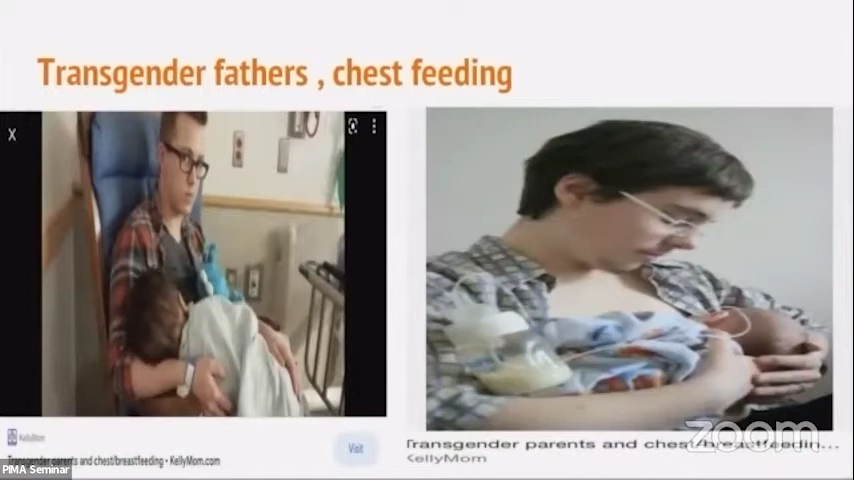 Transgender fathers , chest feeding
X
KellyMom
Transgender parents and chest/breastfeeding • KellyMom.com
Visit
Transgender parents and chest/breastfeedin...
KellyMom
zoom
PMA Seminar